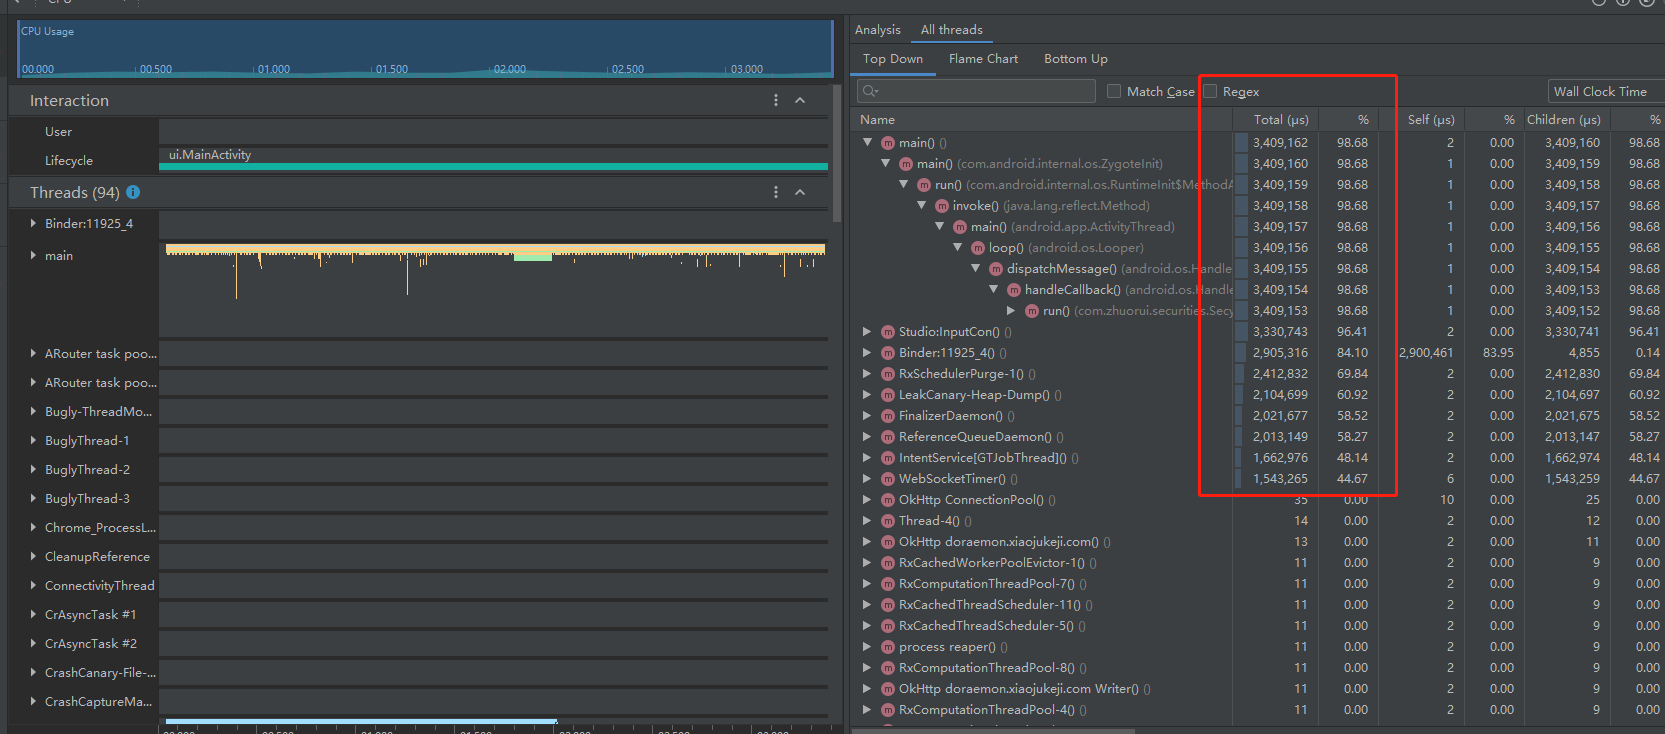 CPU
CPU Usage
00.000 00.500 01.000 01.500 02.000 02.500 03.000
Interaction
User
Lifecycle ui.MainActivity
Threads (94)
Binder:11925_4
main
ARouter task poo...
ARouter task poo...
Bugly-ThreadMo...
BuglyThread-1
BuglyThread-2
BuglyThread-3
Chrome_ProcessL...
CleanupReference
ConnectivityThread
CrAsyncTask #1
CrAsyncTask #2
CrashCanary-File-...
CrashCaptureMa...
Analysis All threads
Top Down Flame Chart Bottom Up
Match Case Regex Wall Clock Time
Name Total (μs) % Self (μs) % Children (μs) %
main() () 3,409,162 98.68 2 0.00 3,409,160 98.68
main() (com.android.internal.os.ZygoteInit) 3,409,160 98.68 1 0.00 3,409,159 98.68
run() (com.android.internal.os.RuntimeInit$MethodA 3,409,159 98.68 1 0.00 3,409,158 98.68
invoke() (java.lang.reflect.Method) 3,409,158 98.68 1 0.00 3,409,157 98.68
main() (android.app.ActivityThread) 3,409,157 98.68 1 0.00 3,409,156 98.68
loop() (android.os.Looper) 3,409,156 98.68 1 0.00 3,409,155 98.68
dispatchMessage() (android.os.Handle 3,409,155 98.68 1 0.00 3,409,154 98.68
handleCallback() (android.os.Handle 3,409,154 98.68 1 0.00 3,409,153 98.68
run() (com.zhuorui.securities.Secy 3,409,153 98.68 1 0.00 3,409,152 98.68
Studio:InputCon() () 3,330,743 96.41 2 0.00 3,330,741 96.41
Binder:11925_4() () 2,905,316 84.10 2,900,461 83.95 4,855 0.14
RxSchedulerPurge-1() () 2,412,832 69.84 2 0.00 2,412,830 69.84
LeakCanary-Heap-Dump() () 2,104,699 60.92 2 0.00 2,104,697 60.92
FinalizerDaemon() () 2,021,677 58.52 2 0.00 2,021,675 58.52
ReferenceQueueDaemon() () 2,013,149 58.27 2 0.00 2,013,147 58.27
IntentService[GTJobThread]() () 1,662,976 48.14 2 0.00 1,662,974 48.14
WebSocketTimer() () 1,543,265 44.67 6 0.00 1,543,259 44.67
OkHttp ConnectionPool() () 35 0.00 10 0.00 25 0.00
Thread-4() () 14 0.00 2 0.00 12 0.00
OkHttp doraemon.xiaojukeji.com() () 13 0.00 2 0.00 11 0.00
RxCachedWorkerPoolEvictor-1() () 11 0.00 2 0.00 9 0.00
RxComputationThreadPool-7() () 11 0.00 2 0.00 9 0.00
RxCachedThreadScheduler-11() () 11 0.00 2 0.00 9 0.00
RxCachedThreadScheduler-5() () 11 0.00 2 0.00 9 0.00
process reaper() () 11 0.00 2 0.00 9 0.00
RxComputationThreadPool-8() () 11 0.00 2 0.00 9 0.00
OkHttp doraemon.xiaojukeji.com Writer() () 11 0.00 2 0.00 9 0.00
RxComputationThreadPool-4() () 11 0.00 2 0.00 9 0.00